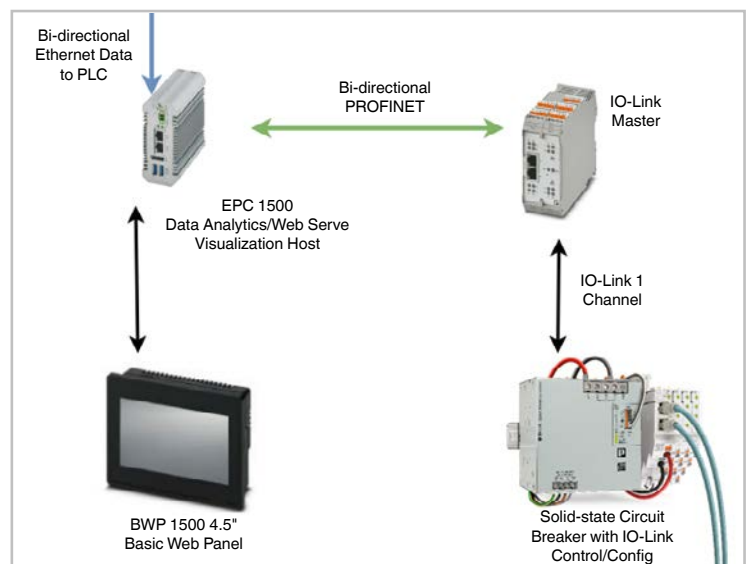 Bi-directional
Ethernet Data
to PLC
Bi-directional
PROFINET
IO-Link
Master
EPC 1500
Data Analytics/Web Serve
Visualization Host
IO-Link 1
Channel
BWP 1500 4.5"
Basic Web Panel
Solid-state Circuit
Breaker with IO-Link
Control/Config